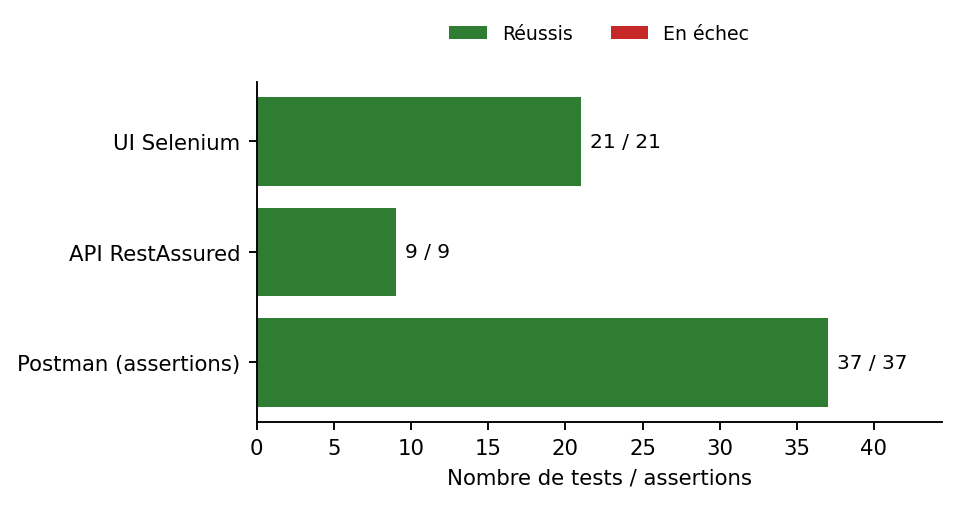 Réussis En échec
UI Selenium 21 / 21
API RestAssured 9 / 9
Postman (assertions) 37 / 37
0 5 10 15 20 25 30 35 40
Nombre de tests / assertions